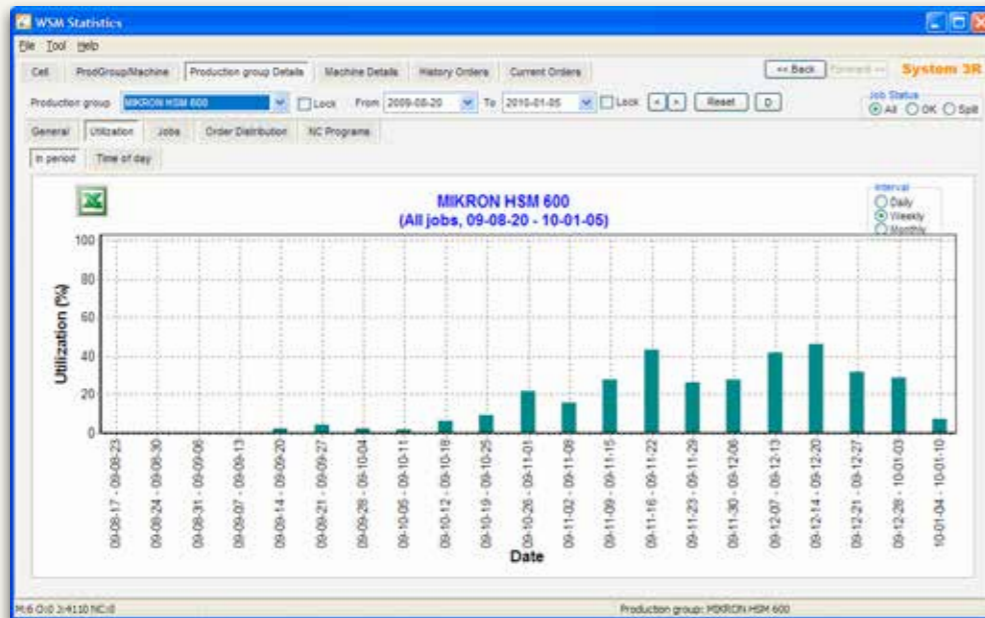 WSM Statistics
File Tool Help
Cell ProdGroup/Machine Production group Details Machine Details History Orders Current Orders << Back Forward >> System 3R
Production group MIKRON HSM 600 Lock From 2009-08-20 To 2010-01-05 Lock < > Reset D
Job Status
All OK Split
General Utilization Jobs Order Distribution NC Programs
In period Time of day
MIKRON HSM 600
(All jobs, 09-08-20 - 10-01-05)
Interval
Daily
Weekly
Monthly
Utilization (%)
100
80
60
40
20
0
09-08-17 - 09-08-23
09-08-24 - 09-08-30
09-08-31 - 09-09-06
09-09-07 - 09-09-13
09-09-14 - 09-09-20
09-09-21 - 09-09-27
09-09-28 - 09-10-04
09-10-05 - 09-10-11
09-10-12 - 09-10-18
09-10-19 - 09-10-25
09-10-26 - 09-11-01
09-11-02 - 09-11-08
09-11-09 - 09-11-15
09-11-16 - 09-11-22
09-11-23 - 09-11-29
09-11-30 - 09-12-06
09-12-07 - 09-12-13
09-12-14 - 09-12-20
09-12-21 - 09-12-27
09-12-28 - 10-01-03
10-01-04 - 10-01-10
Date
M:6 O:0 J:4110 NC:0 Production group: MIKRON HSM 600